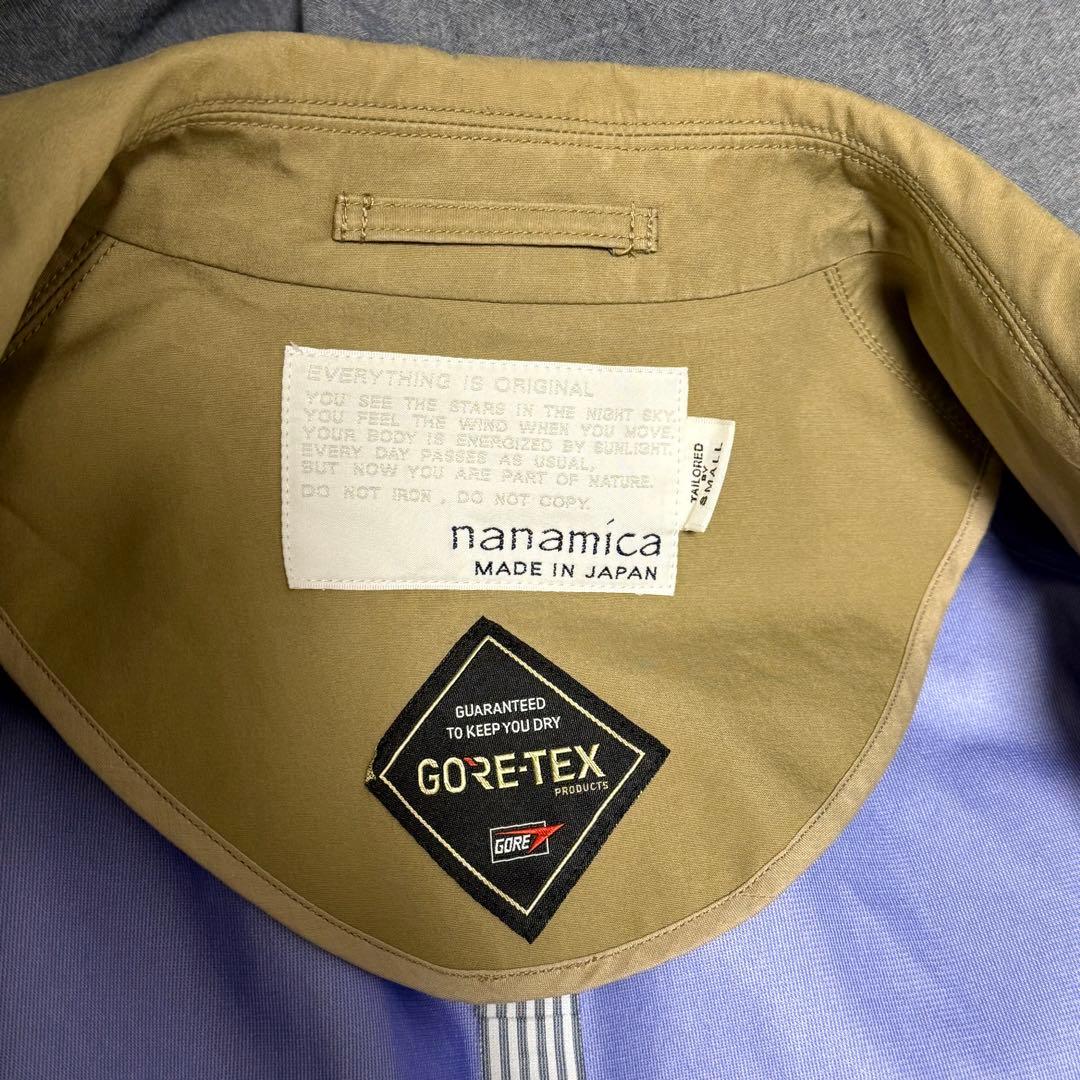 EVERYTHING IS ORIGINAL
YOU SEE THE STARS IN THE NIGHT SKY.
YOU FEEL THE WIND WHEN YOU MOVE.
YOUR BODY IS ENERGIZED BY SUNLIGHT.
EVERY DAY PASSES AS USUAL,
BUT NOW YOU ARE PART OF NATURE.
DO NOT IRON, DO NOT COPY.
nanamíca
MADE IN JAPAN
TAILORED
BY
SMALL
GUARANTEED
TO KEEP YOU DRY
GORE-TEX
PRODUCTS
GORE